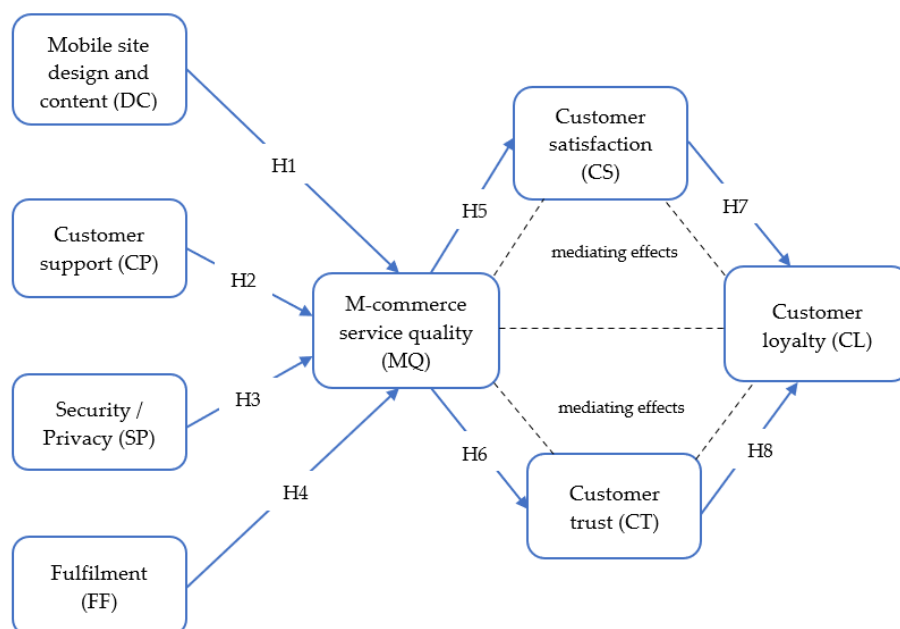 Mobile site
design and
content (DC)
H1
Customer
support (CP)
H2
Security /
Privacy (SP)
H3
Fulfilment
(FF)
H4
M-commerce
service quality
(MQ)
H5
H6
Customer
satisfaction
(CS)
mediating effects
mediating effects
Customer
trust (CT)
H7
H8
Customer
loyalty (CL)